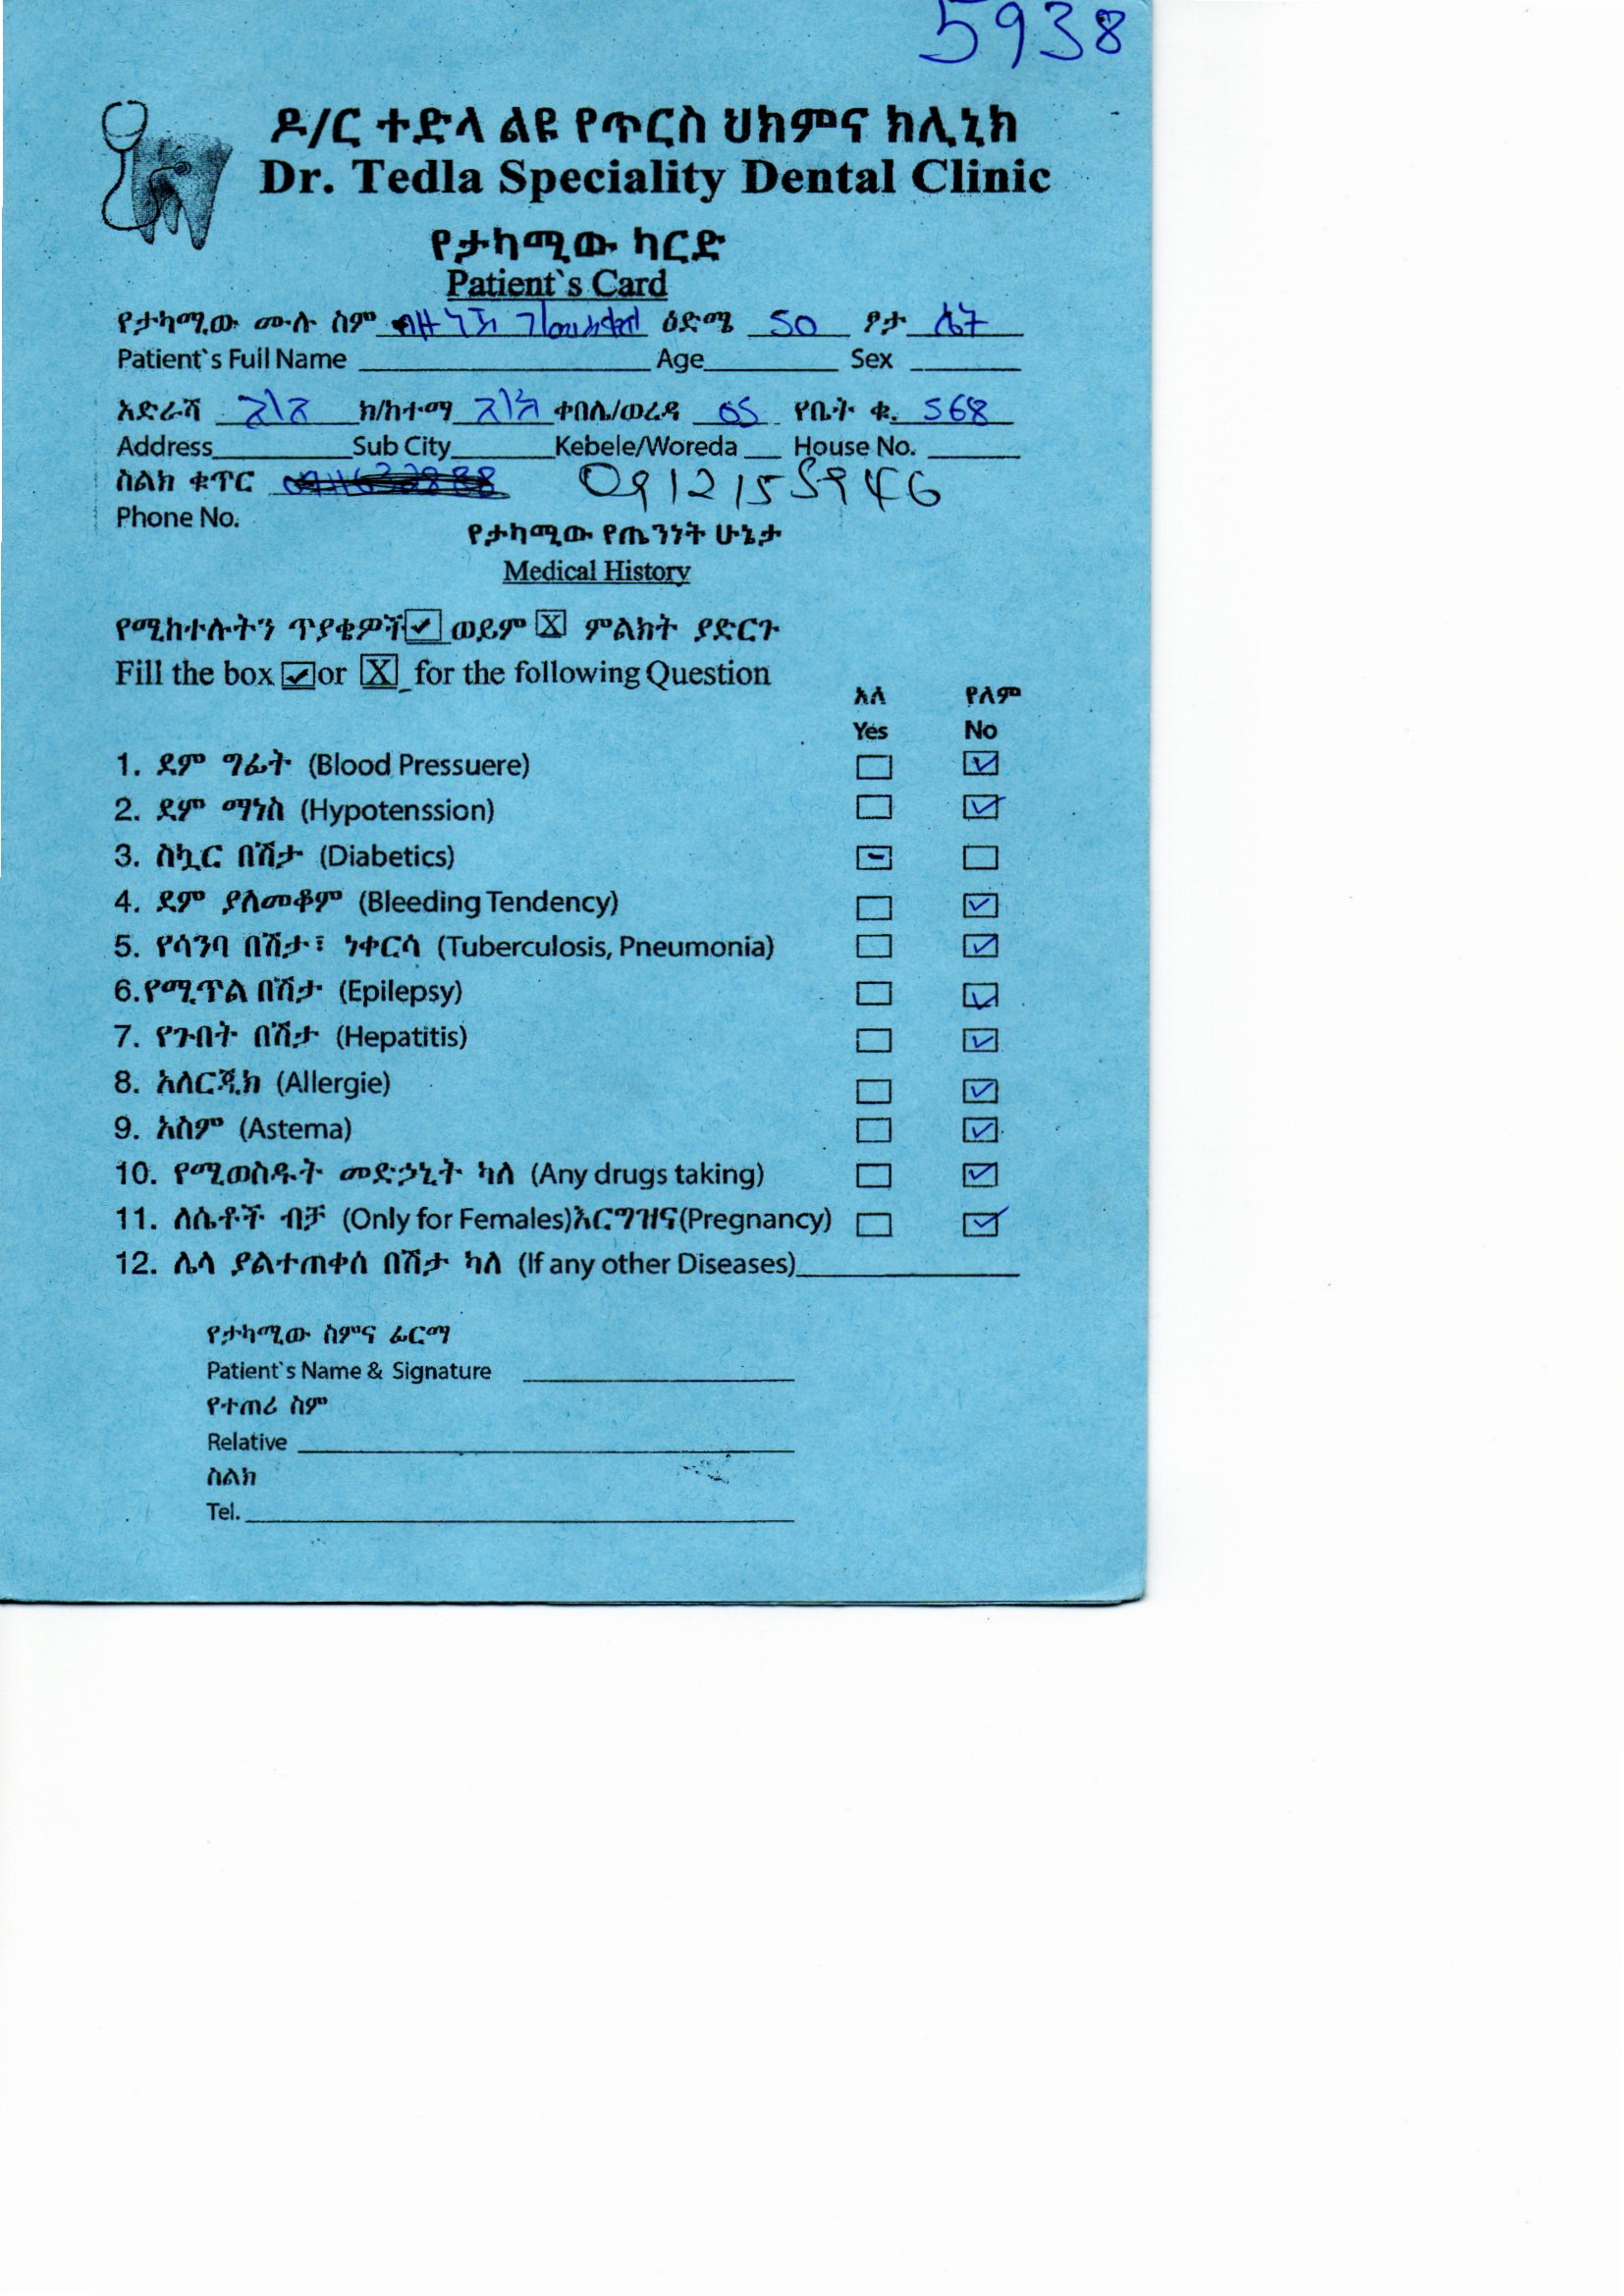 5938
ዶ/ር ተድላ ልዩ የጥርስ ህክምና ክሊኒክ
Dr. Tedla Speciality Dental Clinic
የታካሚው ካርድ
Patient`s Card
የታካሚው ሙሉ ስም ብዙነሽ ገ/መስቀል ዕድሜ 50 ፆታ ሴት
Patient`s Full Name Age Sex
አድራሻ አ/አ ክ/ከተማ ቀበሌ/ወረዳ 05 የቤት ቁ. 568
Address Sub City Kebele/Woreda House No.
ስልክ ቁጥር 0912155946
Phone No.
የታካሚው የጤንነት ሁኔታ
Medical History
የሚከተሉትን ጥያቄዎች ✓ ወይም X ምልክት ያድርጉ
Fill the box ✓ or X for the following Question
አለ የለም
Yes No
1. ደም ግፊት (Blood Pressuere) ☐ ☑
2. ደም ማነስ (Hypotenssion) ☐ ☑
3. ስኳር በሽታ (Diabetics) ☐
4. ደም ያለመቆም (Bleeding Tendency) ☐ ☑
5. የሳንባ በሽታ፣ ነቀርሳ (Tuberculosis, Pneumonia) ☐ ☑
6.የሚጥል በሽታ (Epilepsy) ☐ ☑
7. የጉበት በሽታ (Hepatitis) ☐ ☑
8. አለርጂክ (Allergie) ☐ ☑
9. አስም (Astema) ☐ ☑
10. የሚወስዱት መድኃኒት ካለ (Any drugs taking) ☐ ☑
11. ለሴቶች ብቻ (Only for Females)እርግዝና(Pregnancy) ☐ ☑
12. ሌላ ያልተጠቀሰ በሽታ ካለ (If any other Diseases)
የታካሚው ስምና ፊርማ
Patient`s Name & Signature
የተጠሪ ስም
Relative
ስልክ
Tel.